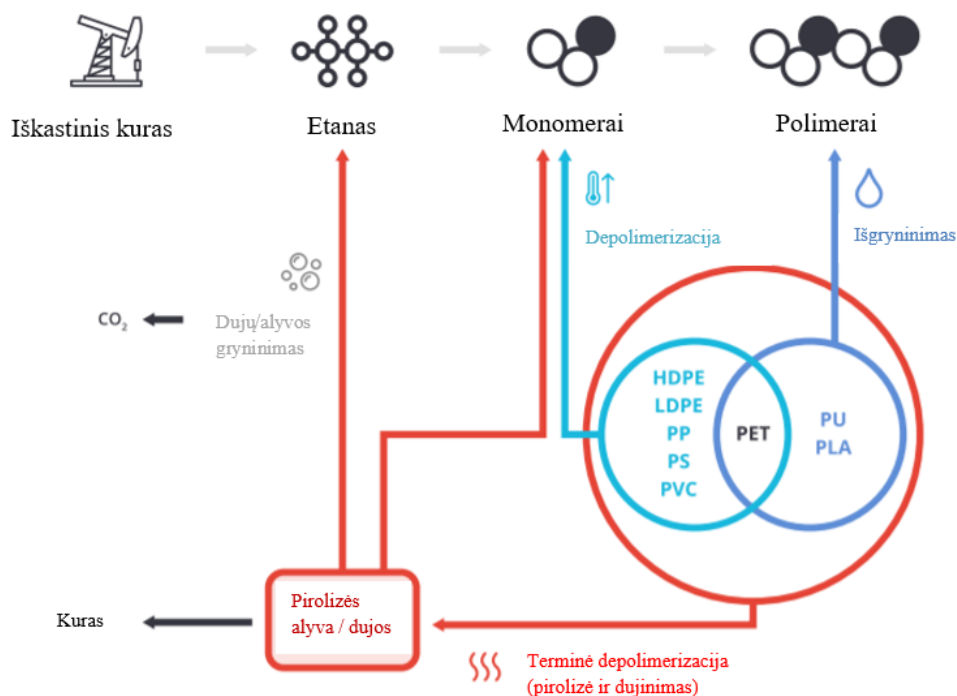 Iškastinis kuras
Etanas
Monomerai
Polimerai
Depolimerizacija
Išgryninimas
CO₂
Dujų/alyvos
gryninimas
HDPE
LDPE
PP
PS
PVC
PET
PU
PLA
Kuras
Pirolizės
alyva / dujos
Terminė depolimerizacija
(pirolizė ir dujinimas)